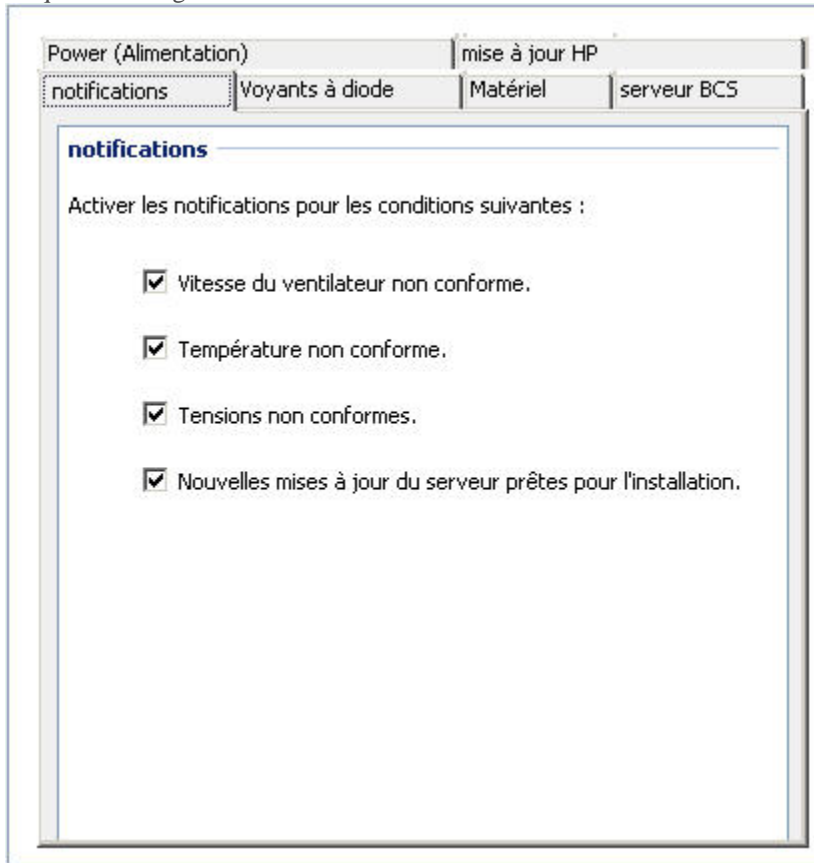 Power (Alimentation)
mise à jour HP
notifications
Voyants à diode
Matériel
serveur BCS
notifications
Activer les notifications pour les conditions suivantes :
Vitesse du ventilateur non conforme.
Température non conforme.
Tensions non conformes.
Nouvelles mises à jour du serveur prêtes pour l'installation.